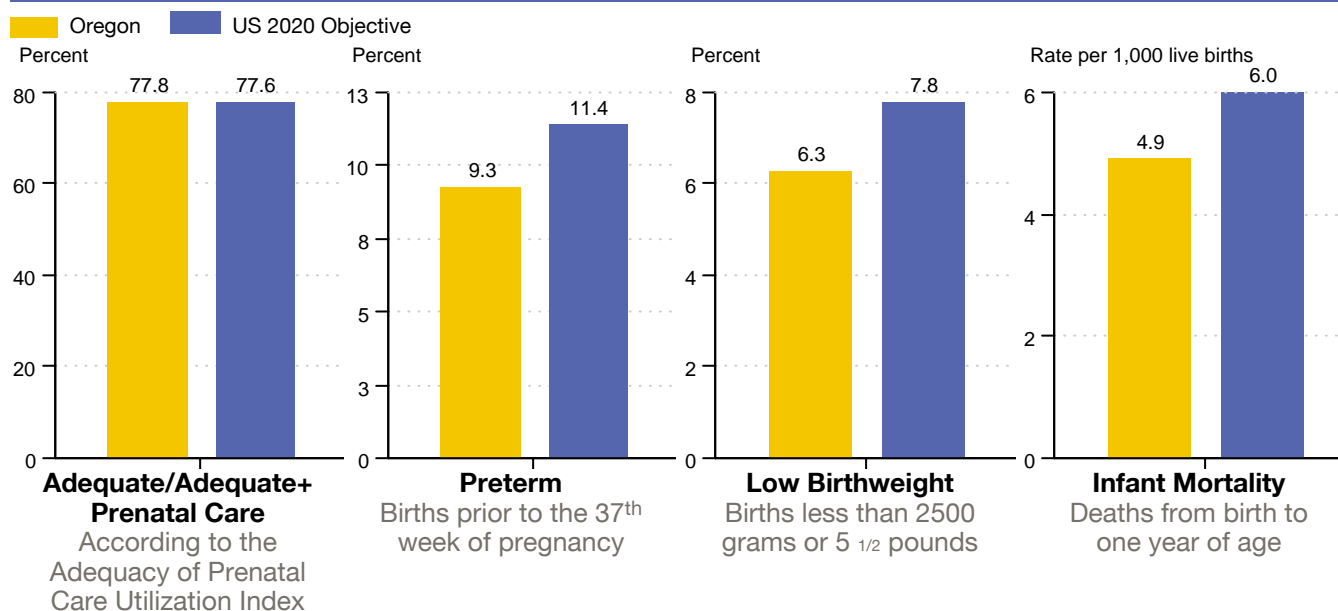 Oregon US 2020 Objective
Percent
80
60
40
20
0
77.8
77.6
Adequate/Adequate+
Prenatal Care
According to the
Adequacy of Prenatal
Care Utilization Index
Percent
13
10
8
5
3
0
9.3
11.4
Preterm
Births prior to the 37th
week of pregnancy
Percent
8
6
4
2
0
6.3
7.8
Low Birthweight
Births less than 2500
grams or 5 1/2 pounds
Rate per 1,000 live births
6
4
2
0
4.9
6.0
Infant Mortality
Deaths from birth to
one year of age